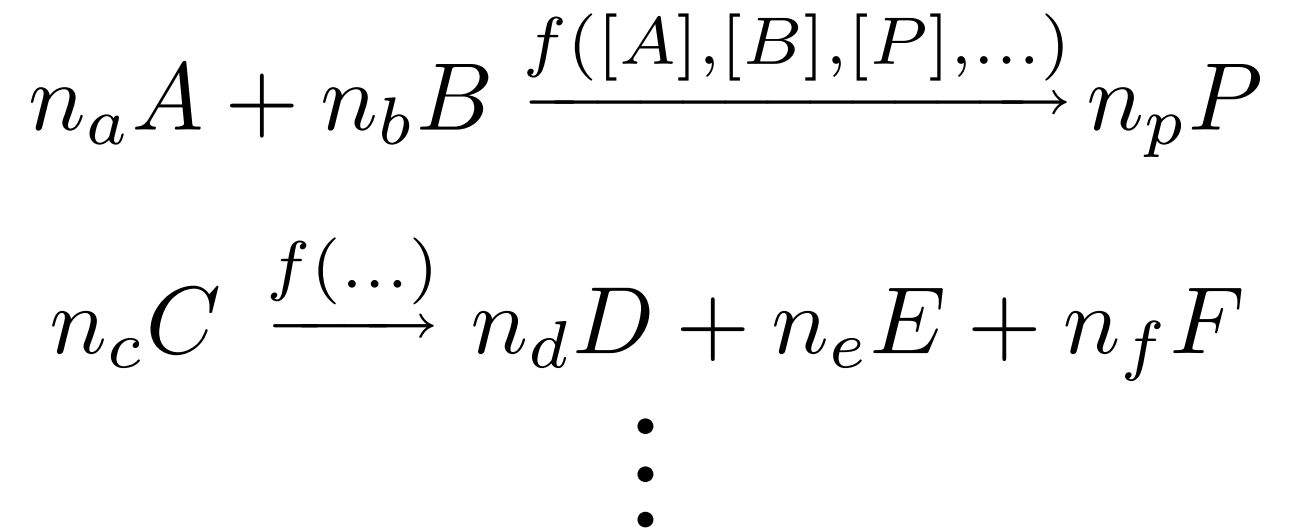 n_a A + n_b B \xrightarrow{f([A],[B],[P],...)} n_p P
n_c C \xrightarrow{f(...)} n_d D + n_e E + n_f F
⋮